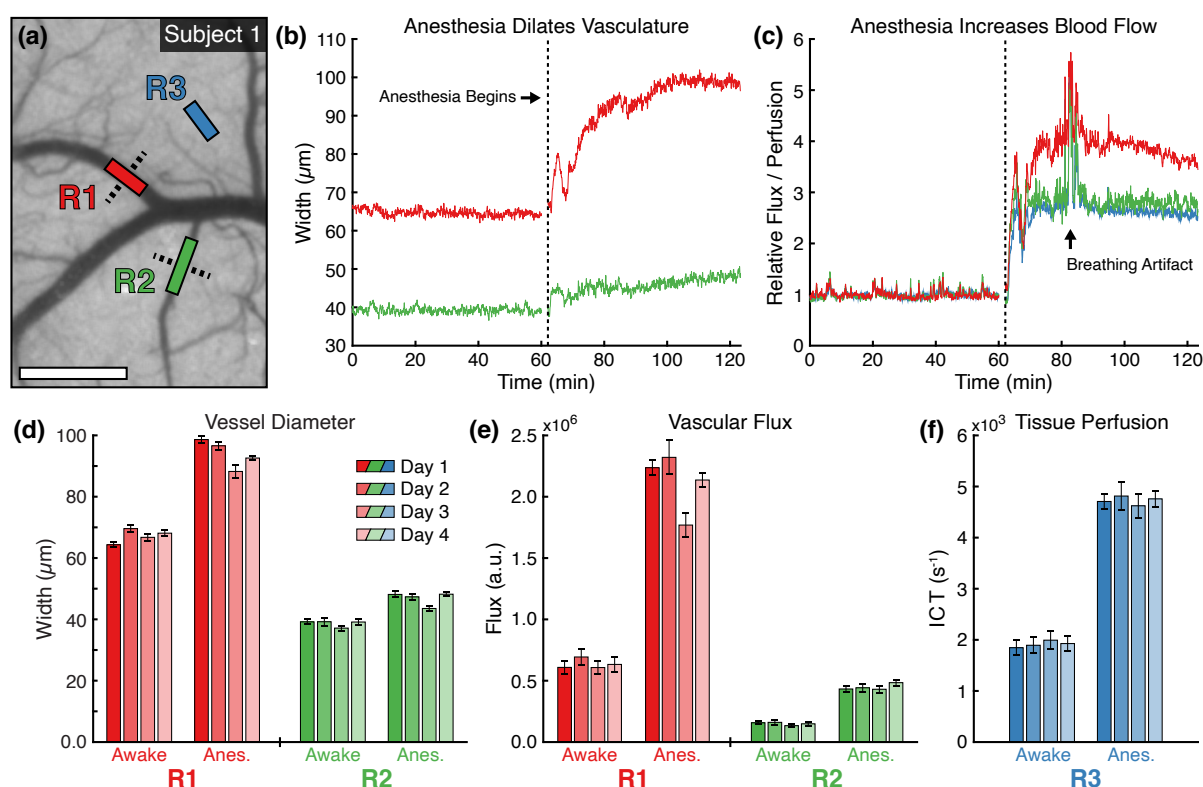 (a)
Subject 1
R3
R1
R2
(b)
Anesthesia Dilates Vasculature
Width (µm)
110
100
90
80
70
60
50
40
30
Anesthesia Begins
0 20 40 60 80 100 120
Time (min)
(c)
Anesthesia Increases Blood Flow
Relative Flux / Perfusion
6
5
4
3
2
1
0
Breathing Artifact
0 20 40 60 80 100 120
Time (min)
(d)
Vessel Diameter
Width (µm)
100
80
60
40
20
0.0
Day 1
Day 2
Day 3
Day 4
Awake Anes. Awake Anes.
R1 R2
(e)
Vascular Flux
×10⁶
Flux (a.u.)
2.5
2.0
1.5
1.0
0.5
0.0
Awake Anes. Awake Anes.
R1 R2
(f)
Tissue Perfusion
×10³
ICT (s⁻¹)
6
5
4
3
2
1
0
Awake Anes.
R3